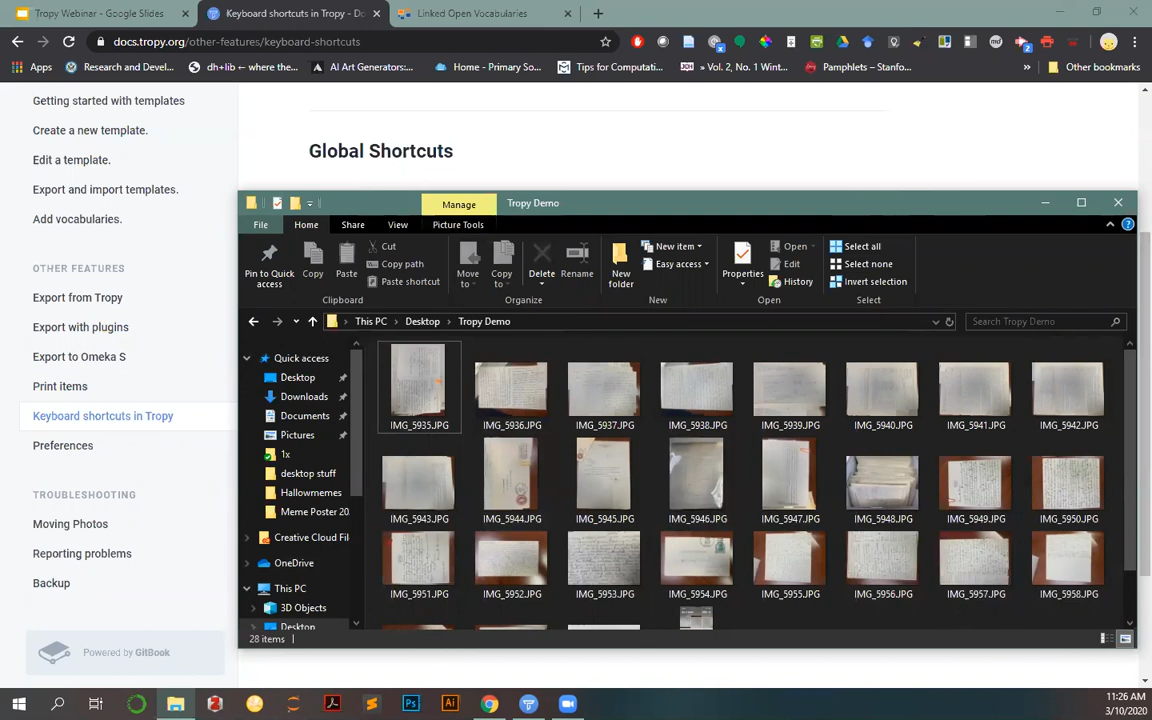 Tropy Webinar - Google Slides
Keyboard shortcuts in Tropy - Do
Linked Open Vocabularies
docs.tropy.org/other-features/keyboard-shortcuts
Apps
Research and Devel...
dh+lib ← where the...
AI Art Generators:...
Home - Primary So...
Tips for Computati...
» Vol. 2, No. 1 Wint...
Pamphlets – Stanfo...
»
Other bookmarks
Getting started with templates
Create a new template.
Edit a template.
Export and import templates.
Add vocabularies.
OTHER FEATURES
Export from Tropy
Export with plugins
Export to Omeka S
Print items
Keyboard shortcuts in Tropy
Preferences
TROUBLESHOOTING
Moving Photos
Reporting problems
Backup
Powered by GitBook
Global Shortcuts
Manage
Tropy Demo
File
Home
Share
View
Picture Tools
Pin to Quick access
Copy
Paste
Cut
Copy path
Paste shortcut
Clipboard
Move to
Copy to
Delete
Rename
Organize
New folder
New item
Easy access
New
Properties
Open
Edit
History
Open
Select all
Select none
Invert selection
Select
This PC
Desktop
Tropy Demo
Search Tropy Demo
Quick access
Desktop
Downloads
Documents
Pictures
1x
desktop stuff
Hallowmemes
Meme Poster 20
Creative Cloud Fil
OneDrive
This PC
3D Objects
Desktop
IMG_5935.JPG
IMG_5936.JPG
IMG_5937.JPG
IMG_5938.JPG
IMG_5939.JPG
IMG_5940.JPG
IMG_5941.JPG
IMG_5942.JPG
IMG_5943.JPG
IMG_5944.JPG
IMG_5945.JPG
IMG_5946.JPG
IMG_5947.JPG
IMG_5948.JPG
IMG_5949.JPG
IMG_5950.JPG
IMG_5951.JPG
IMG_5952.JPG
IMG_5953.JPG
IMG_5954.JPG
IMG_5955.JPG
IMG_5956.JPG
IMG_5957.JPG
IMG_5958.JPG
28 items
11:26 AM
3/10/2020